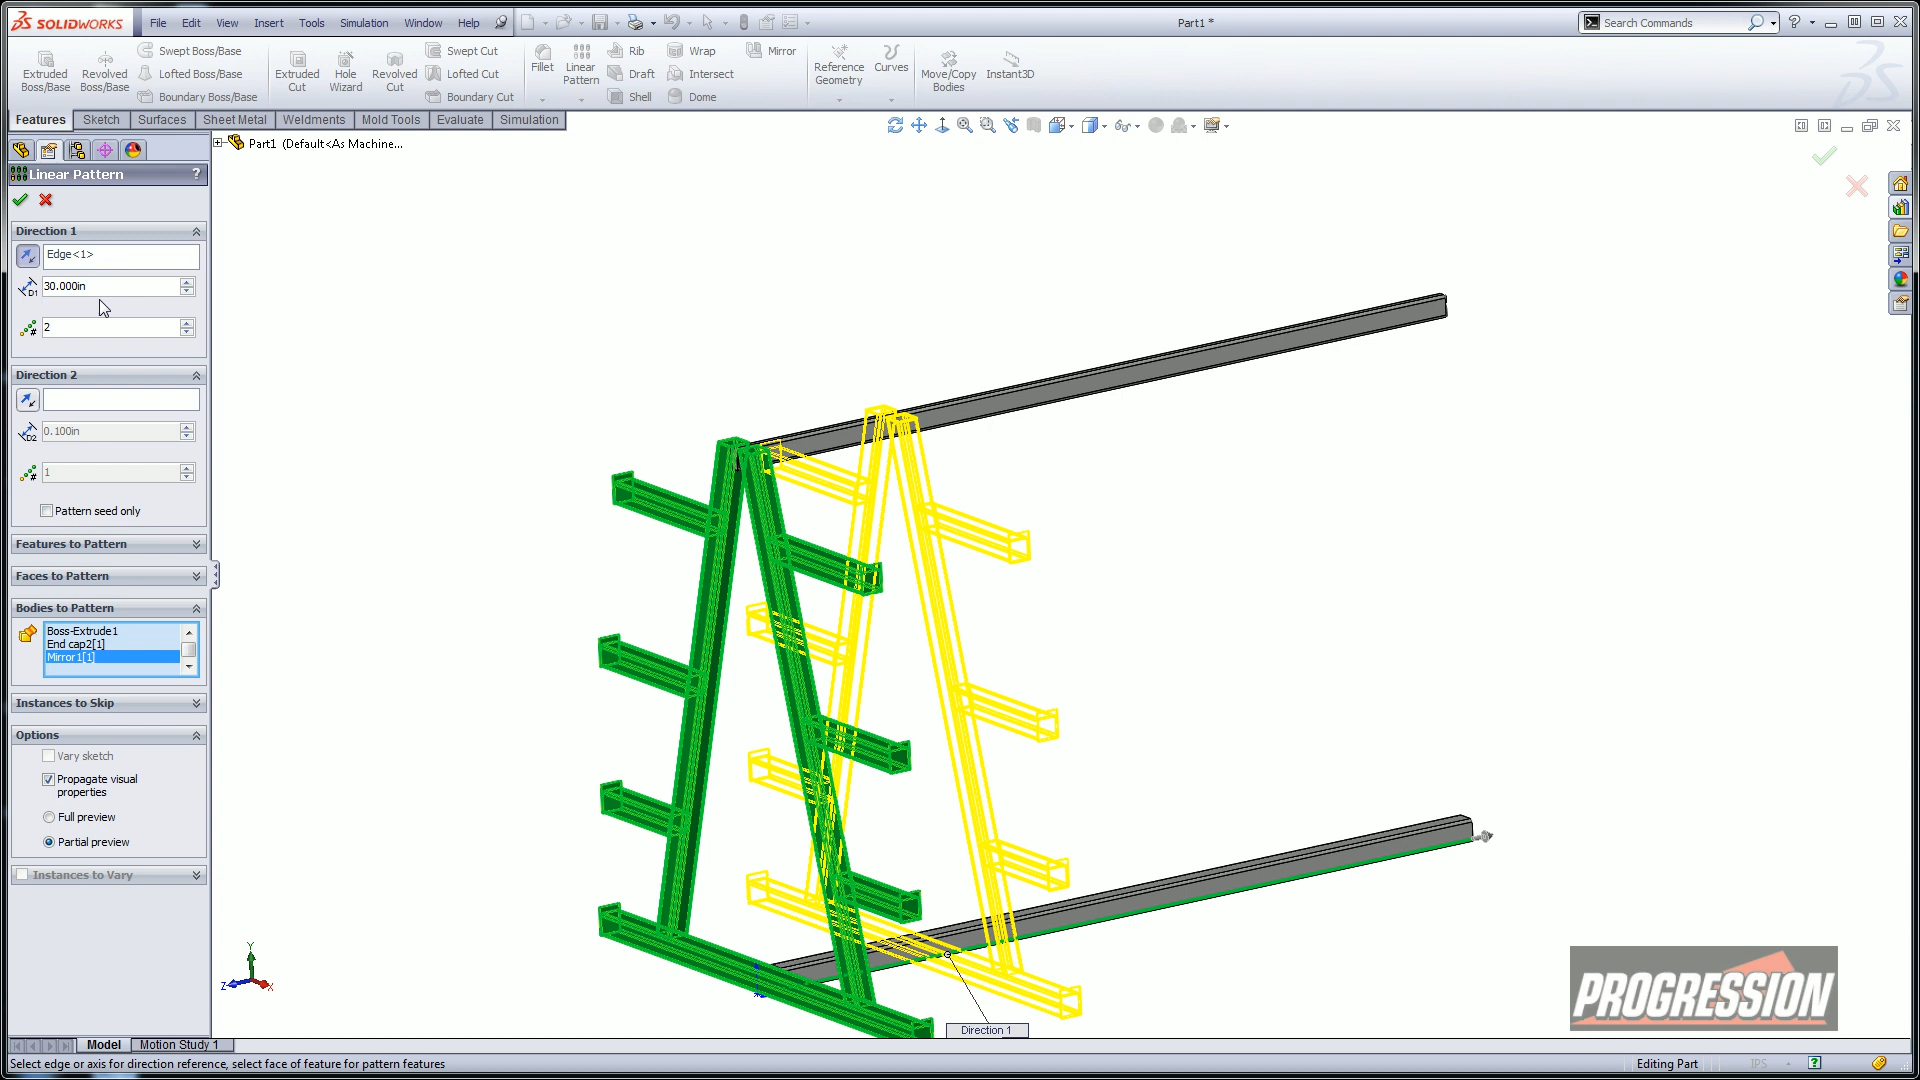 SOLIDWORKS File Edit View Insert Tools Simulation Window Help Part1 * Search Commands
Extruded Boss/Base
Revolved Boss/Base
Swept Boss/Base
Lofted Boss/Base
Boundary Boss/Base
Extruded Cut
Hole Wizard
Revolved Cut
Swept Cut
Lofted Cut
Boundary Cut
Fillet
Linear Pattern
Rib
Draft
Shell
Wrap
Intersect
Dome
Mirror
Reference Geometry
Curves
Move/Copy Bodies
Instant3D
Features Sketch Surfaces Sheet Metal Weldments Mold Tools Evaluate Simulation
Part1 (Default<As Machine...
Linear Pattern ?
Direction 1
Edge<1>
D1 30.000in
# 2
Direction 2
D2 0.100in
# 1
Pattern seed only
Features to Pattern
Faces to Pattern
Bodies to Pattern
Boss-Extrude1
End cap2[1]
Mirror1[1]
Instances to Skip
Options
Vary sketch
Propagate visual
properties
Full preview
Partial preview
Instances to Vary
Y
Z X
Direction 1
PROGRESSION
Model Motion Study 1
Select edge or axis for direction reference, select face of feature for pattern features Editing Part IPS